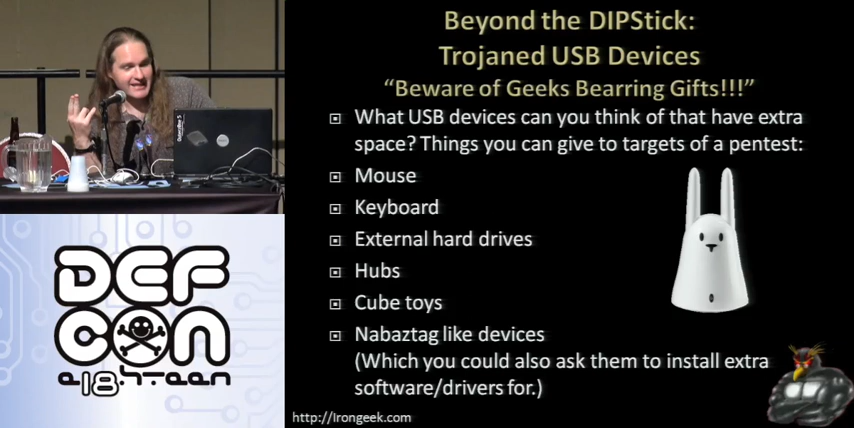 Beyond the DIPStick:
Trojaned USB Devices
“Beware of Geeks Bearring Gifts!!!”
What USB devices can you think of that have extra
space? Things you can give to targets of a pentest:
Mouse
Keyboard
External hard drives
Hubs
Cube toys
Nabaztag like devices
(Which you could also ask them to install extra
software/drivers for.)
http://Irongeek.com
DEF
CON
e18hteen